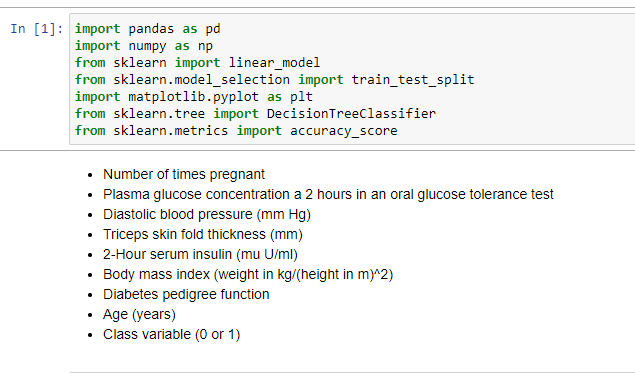 In [1]: import pandas as pd
import numpy as np
from sklearn import linear_model
from sklearn.model_selection import train_test_split
import matplotlib.pyplot as plt
from sklearn.tree import DecisionTreeClassifier
from sklearn.metrics import accuracy_score
• Number of times pregnant
• Plasma glucose concentration a 2 hours in an oral glucose tolerance test
• Diastolic blood pressure (mm Hg)
• Triceps skin fold thickness (mm)
• 2-Hour serum insulin (mu U/ml)
• Body mass index (weight in kg/(height in m)^2)
• Diabetes pedigree function
• Age (years)
• Class variable (0 or 1)